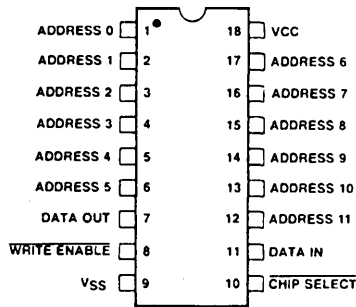 ADDRESS 0 1 18 VCC
ADDRESS 1 2 17 ADDRESS 6
ADDRESS 2 3 16 ADDRESS 7
ADDRESS 3 4 15 ADDRESS 8
ADDRESS 4 5 14 ADDRESS 9
ADDRESS 5 6 13 ADDRESS 10
DATA OUT 7 12 ADDRESS 11
WRITE ENABLE 8 11 DATA IN
VSS 9 10 CHIP SELECT